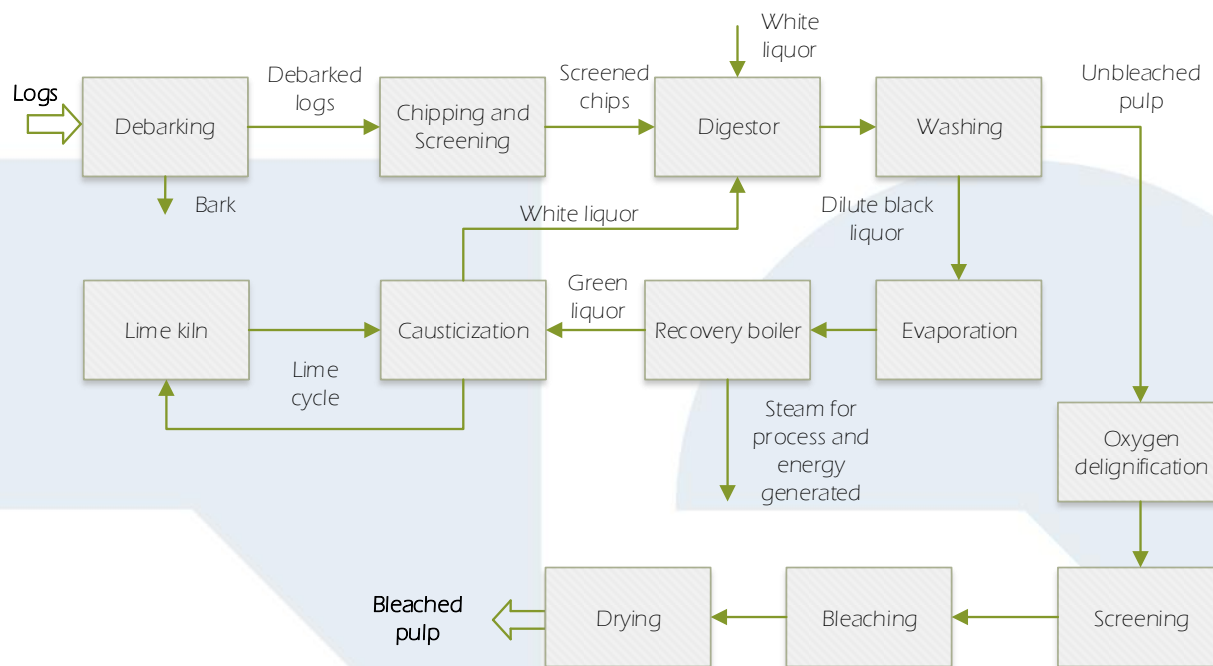 White
liquor
Logs
Debarking
Debarked
logs
Chipping and
Screening
Screened
chips
Digestor
Washing
Unbleached
pulp
Bark
White liquor
Dilute black
liquor
Lime kiln
Lime
cycle
Causticization
Green
liquor
Recovery boiler
Evaporation
Steam for
process and
energy
generated
Oxygen
delignification
Bleached
pulp
Drying
Bleaching
Screening